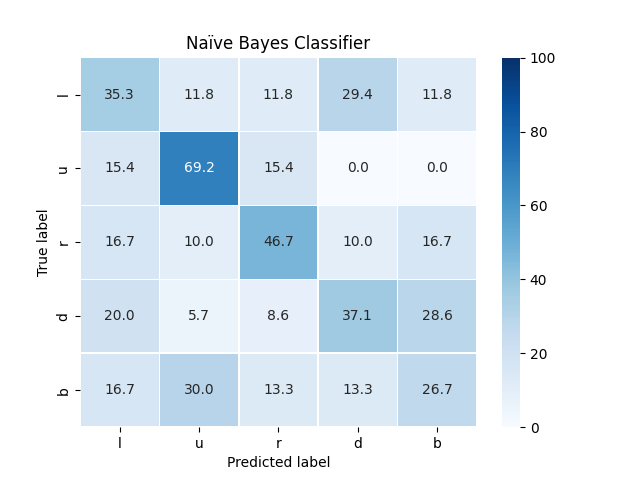 Naïve Bayes Classifier
True label
l 35.3 11.8 11.8 29.4 11.8
u 15.4 69.2 15.4 0.0 0.0
r 16.7 10.0 46.7 10.0 16.7
d 20.0 5.7 8.6 37.1 28.6
b 16.7 30.0 13.3 13.3 26.7
l u r d b
Predicted label
100
80
60
40
20
0